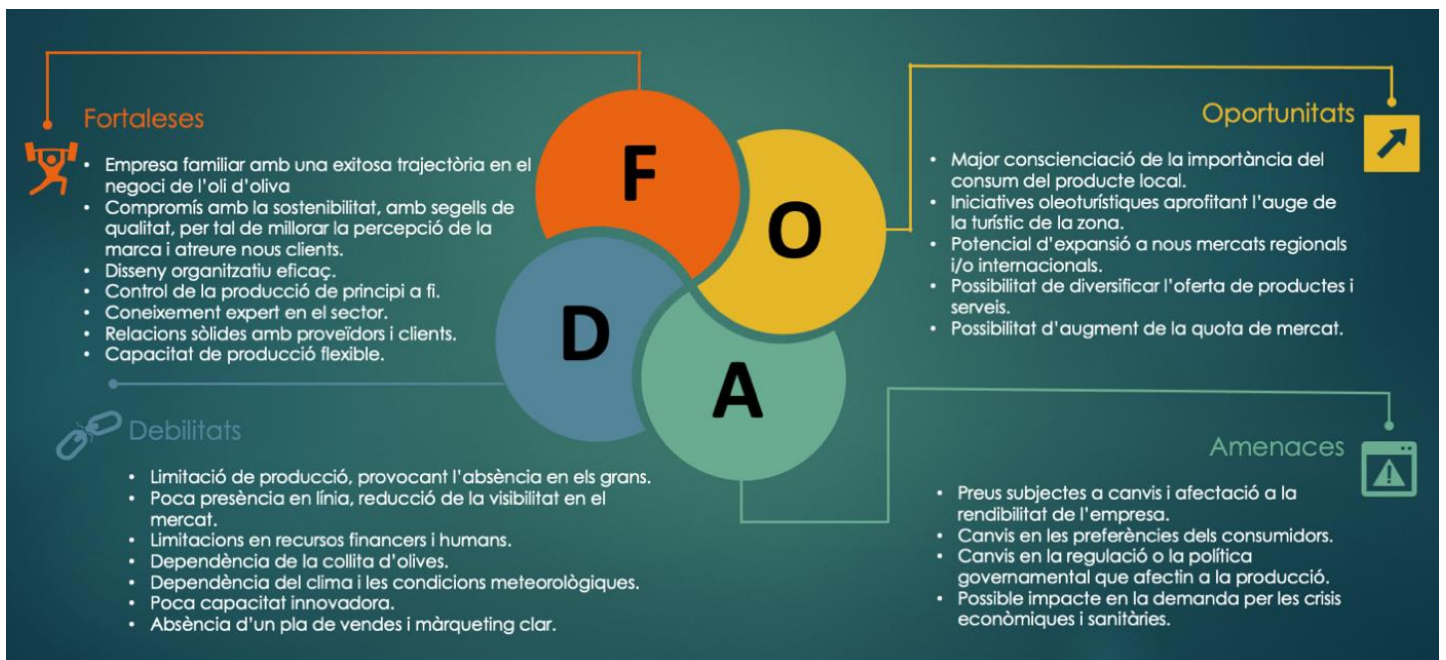 Fortaleses
• Empresa familiar amb una exitosa trajectòria en el
negoci de l'oli d'oliva
• Compromís amb la sostenibilitat, amb segells de
qualitat, per tal de millorar la percepció de la
marca i atreure nous clients.
• Disseny organitzatiu eficaç.
• Control de la producció de principi a fi.
• Coneixement expert en el sector.
• Relacions sòlides amb proveïdors i clients.
• Capacitat de producció flexible.
F
O
D
A
Oportunitats
• Major conscienciació de la importància del
consum del producte local.
• Iniciatives oleoturístiques aprofitant l'auge de
la turístic de la zona.
• Potencial d'expansió a nous mercats regionals
i/o internacionals.
• Possibilitat de diversificar l'oferta de productes i
serveis.
• Possibilitat d'augment de la quota de mercat.
Debilitats
• Limitació de producció, provocant l'absència en els grans.
• Poca presència en línia, reducció de la visibilitat en el
mercat.
• Limitacions en recursos financers i humans.
• Dependència de la collita d'olives.
• Dependència del clima i les condicions meteorològiques.
• Poca capacitat innovadora.
• Absència d'un pla de vendes i màrqueting clar.
Amenaces
• Preus subjectes a canvis i afectació a la
rendibilitat de l'empresa.
• Canvis en les preferències dels consumidors.
• Canvis en la regulació o la política
governamental que afectin a la producció.
• Possible impacte en la demanda per les crisis
econòmiques i sanitàries.